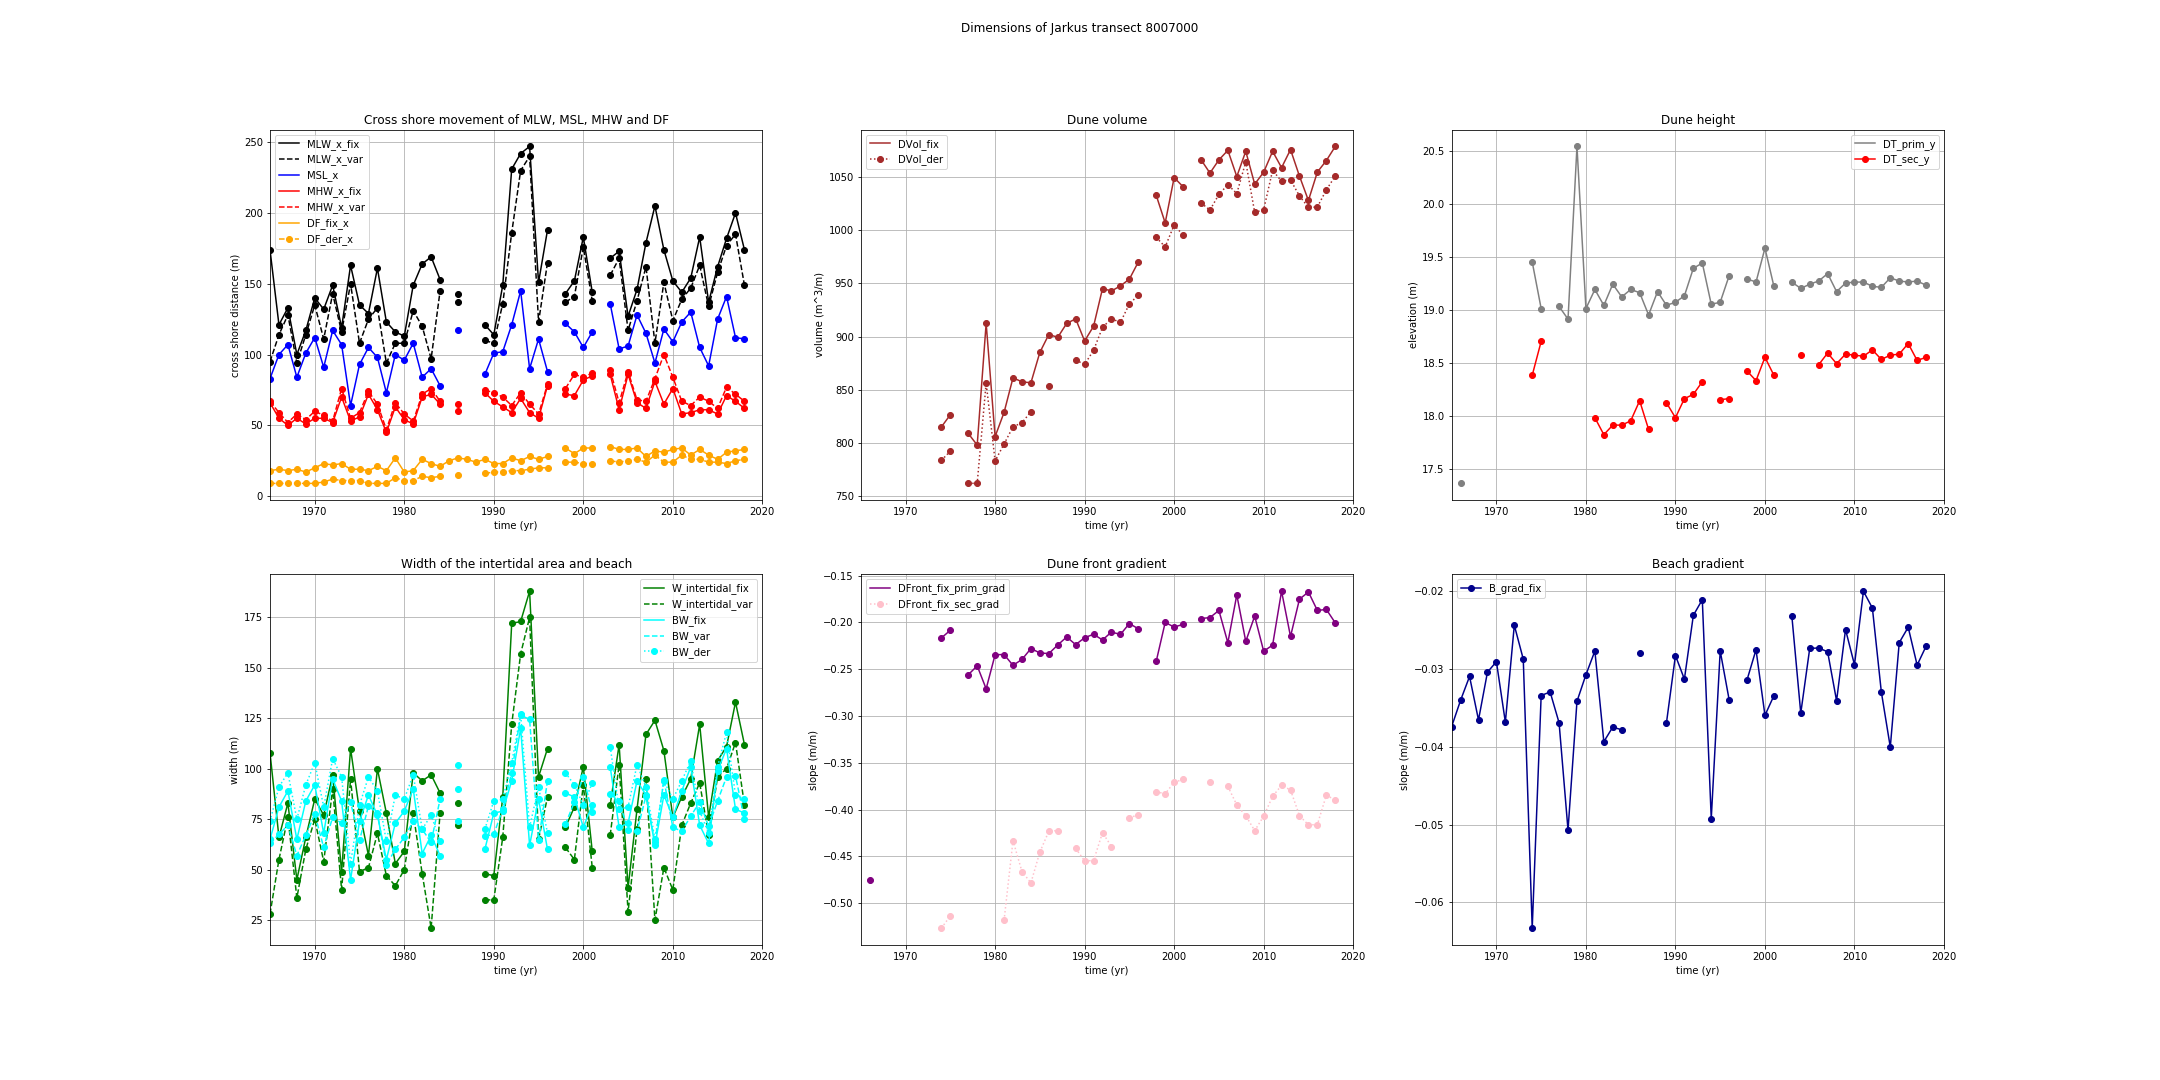 Dimensions of Jarkus transect 8007000
Cross shore movement of MLW, MSL, MHW and DF
250
200
150
100
50
0
cross shore distance (m)
MLW_x_fix
MLW_x_var
MSL_x
MHW_x_fix
MHW_x_var
DF_fix_x
DF_der_x
1970 1980 1990 2000 2010 2020
time (yr)
Dune volume
1050
1000
950
900
850
800
750
volume (m^3/m)
DVol_fix
DVol_der
1970 1980 1990 2000 2010 2020
time (yr)
Dune height
20.5
20.0
19.5
19.0
18.5
18.0
17.5
elevation (m)
DT_prim_y
DT_sec_y
1970 1980 1990 2000 2010 2020
time (yr)
Width of the intertidal area and beach
175
150
125
100
75
50
25
width (m)
W_intertidal_fix
W_intertidal_var
BW_fix
BW_var
BW_der
1970 1980 1990 2000 2010 2020
time (yr)
Dune front gradient
−0.15
−0.20
−0.25
−0.30
−0.35
−0.40
−0.45
−0.50
slope (m/m)
DFront_fix_prim_grad
DFront_fix_sec_grad
1970 1980 1990 2000 2010 2020
time (yr)
Beach gradient
−0.02
−0.03
−0.04
−0.05
−0.06
slope (m/m)
B_grad_fix
1970 1980 1990 2000 2010 2020
time (yr)